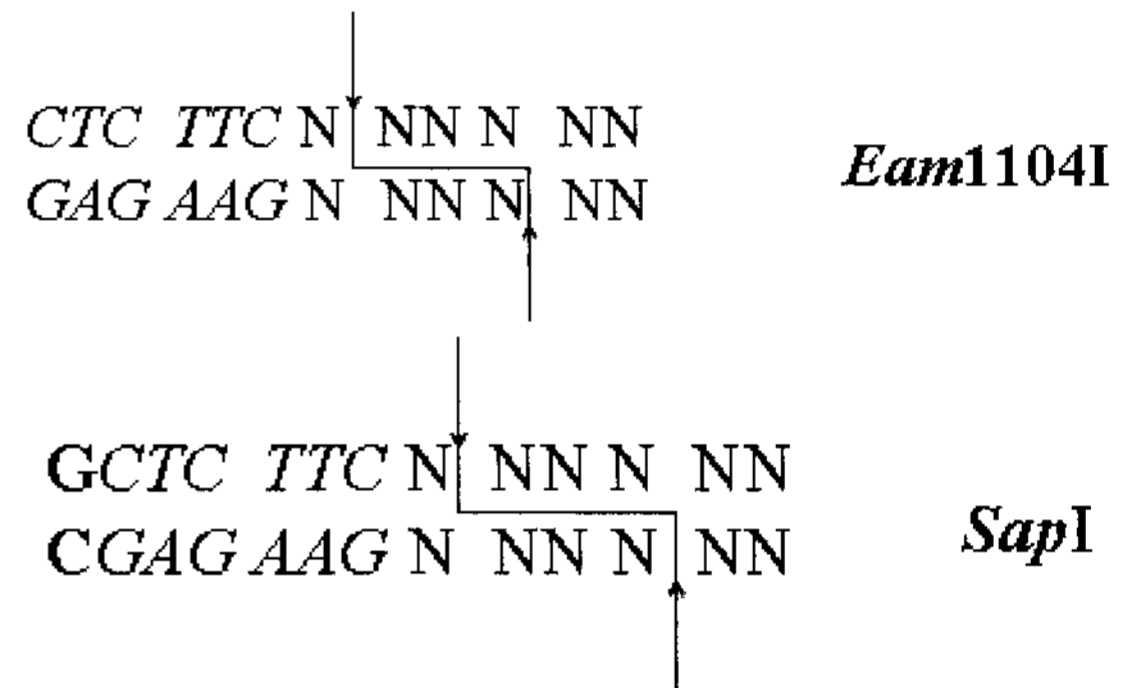 CTC TTC N NN N NN
Eam1104I
GAG AAG N NN N NN
GCTC TTC N NN N NN
SapI
CGAG AAG N NN N NN